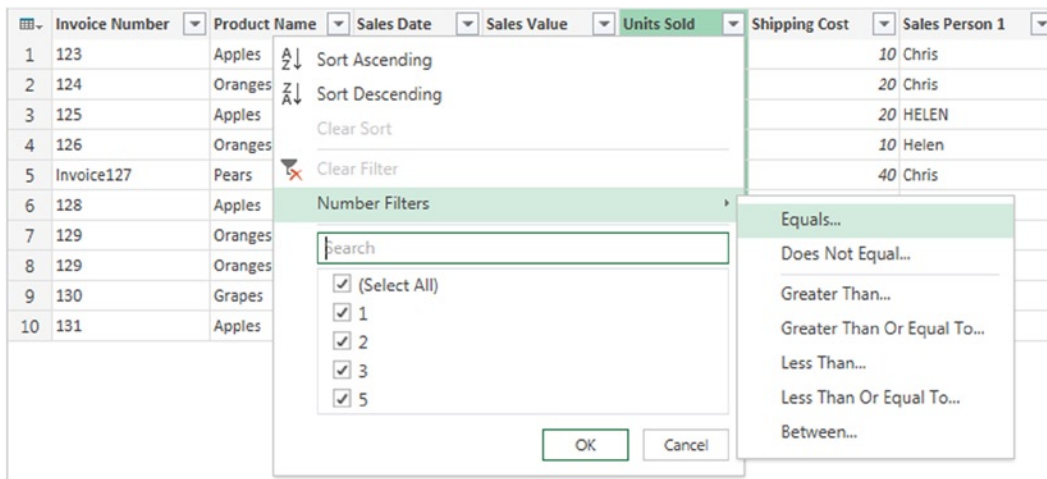 Invoice Number Product Name Sales Date Sales Value Units Sold Shipping Cost Sales Person 1
1 123 Apples 10 Chris
2 124 Oranges 20 Chris
3 125 Apples 20 HELEN
4 126 Oranges 10 Helen
5 Invoice127 Pears 40 Chris
6 128 Apples
7 129 Oranges
8 129 Oranges
9 130 Grapes
10 131 Apples
Sort Ascending
Sort Descending
Clear Sort
Clear Filter
Number Filters
Search
(Select All)
1
2
3
5
OK Cancel
Equals...
Does Not Equal...
Greater Than...
Greater Than Or Equal To...
Less Than...
Less Than Or Equal To...
Between...